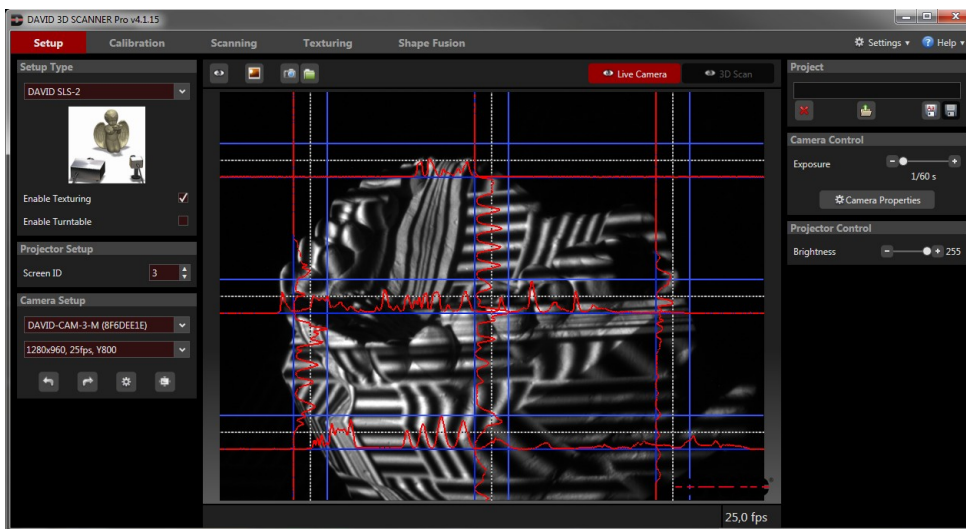 DAVID 3D SCANNER Pro v4.1.15
Setup Calibration Scanning Texturing Shape Fusion Settings Help
Setup Type
DAVID SLS-2
Enable Texturing
Enable Turntable
Projector Setup
Screen ID 3
Camera Setup
DAVID-CAM-3-M (8F6DEE1E)
1280x960, 25fps, Y800
Live Camera 3D Scan
25,0 fps
Project
Camera Control
Exposure
1/60 s
Camera Properties
Projector Control
Brightness 255